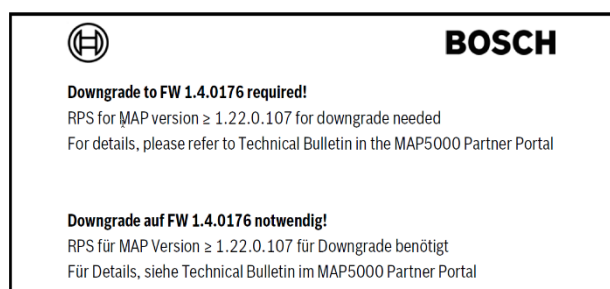 BOSCH
Downgrade to FW 1.4.0176 required!
RPS for MAP version ≥ 1.22.0.107 for downgrade needed
For details, please refer to Technical Bulletin in the MAP5000 Partner Portal
Downgrade auf FW 1.4.0176 notwendig!
RPS für MAP Version ≥ 1.22.0.107 für Downgrade benötigt
Für Details, siehe Technical Bulletin im MAP5000 Partner Portal